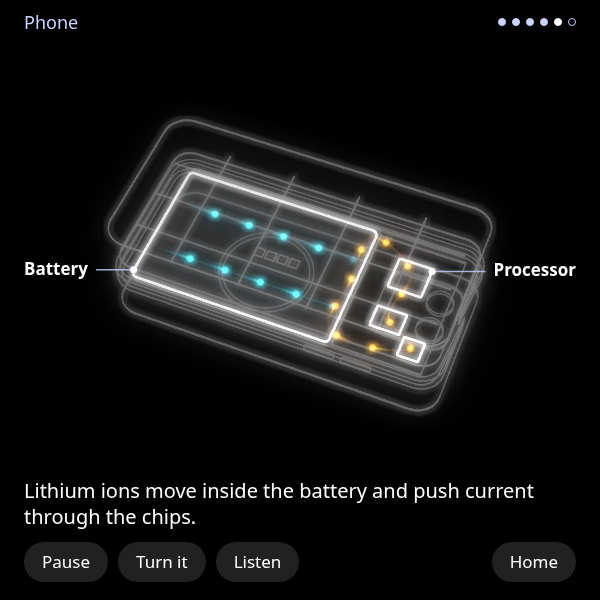 Phone
Battery
Processor
Lithium ions move inside the battery and push current
through the chips.
Pause
Turn it
Listen
Home